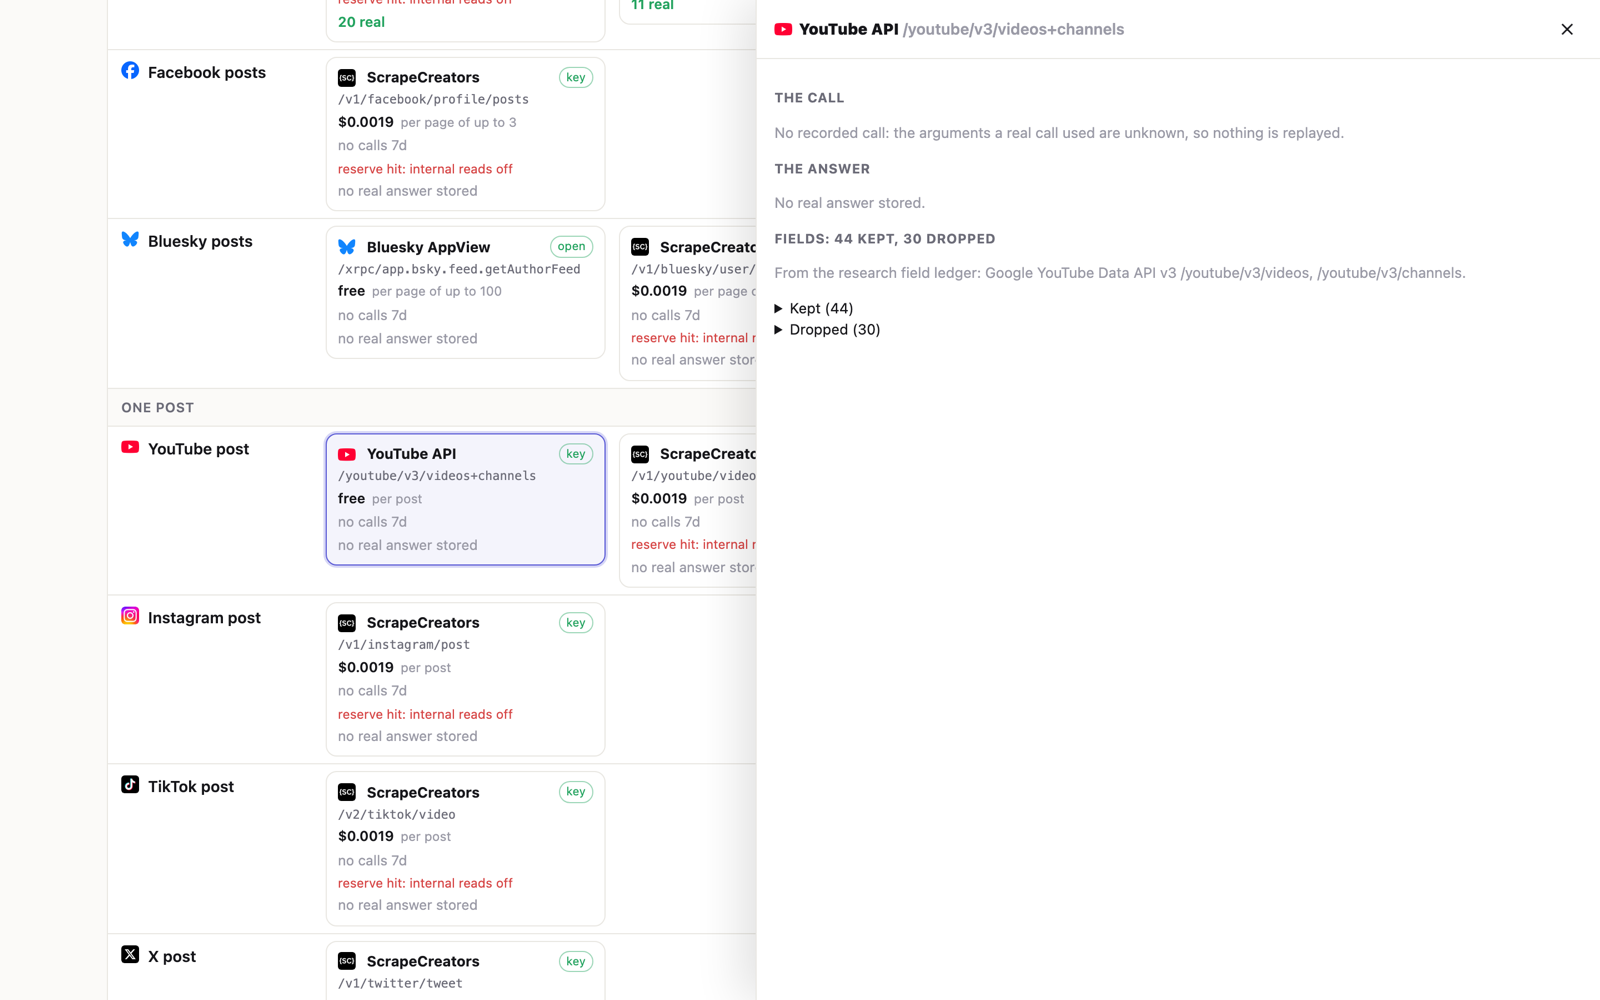 reserve hit: internal reads off
20 real
11 real
Facebook posts
ScrapeCreators
key
/v1/facebook/profile/posts
$0.0019 per page of up to 3
no calls 7d
reserve hit: internal reads off
no real answer stored
Bluesky posts
Bluesky AppView
open
/xrpc/app.bsky.feed.getAuthorFeed
free per page of up to 100
no calls 7d
no real answer stored
ScrapeCreato
/v1/bluesky/user/
$0.0019 per page o
no calls 7d
reserve hit: internal r
no real answer stor
ONE POST
YouTube post
YouTube API
key
/youtube/v3/videos+channels
free per post
no calls 7d
no real answer stored
ScrapeCreato
/v1/youtube/video
$0.0019 per post
no calls 7d
reserve hit: internal r
no real answer stor
Instagram post
ScrapeCreators
key
/v1/instagram/post
$0.0019 per post
no calls 7d
reserve hit: internal reads off
no real answer stored
TikTok post
ScrapeCreators
key
/v2/tiktok/video
$0.0019 per post
no calls 7d
reserve hit: internal reads off
no real answer stored
X post
ScrapeCreators
key
/v1/twitter/tweet
YouTube API /youtube/v3/videos+channels
THE CALL
No recorded call: the arguments a real call used are unknown, so nothing is replayed.
THE ANSWER
No real answer stored.
FIELDS: 44 KEPT, 30 DROPPED
From the research field ledger: Google YouTube Data API v3 /youtube/v3/videos, /youtube/v3/channels.
Kept (44)
Dropped (30)